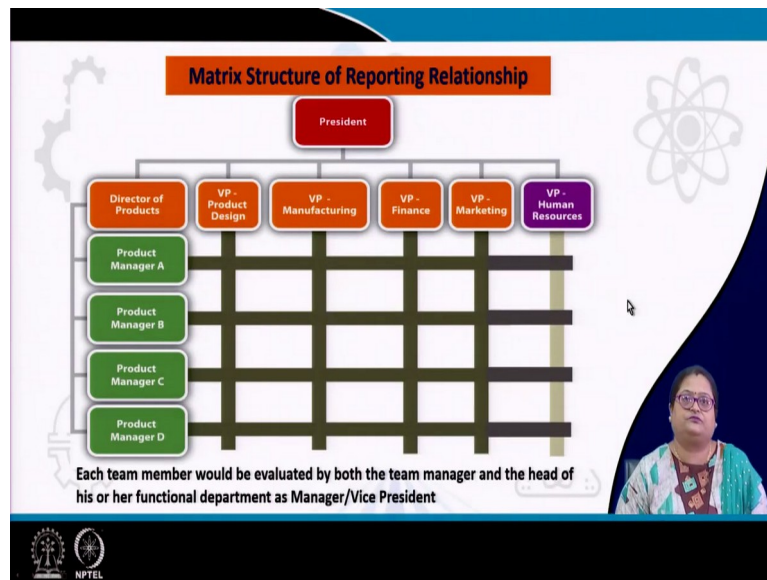 Matrix Structure of Reporting Relationship
President
Director of
Products
VP -
Product
Design
VP -
Manufacturing
VP -
Finance
VP -
Marketing
VP -
Human
Resources
Product
Manager A
Product
Manager B
Product
Manager C
Product
Manager D
Each team member would be evaluated by both the team manager and the head of
his or her functional department as Manager/Vice President
NPTEL